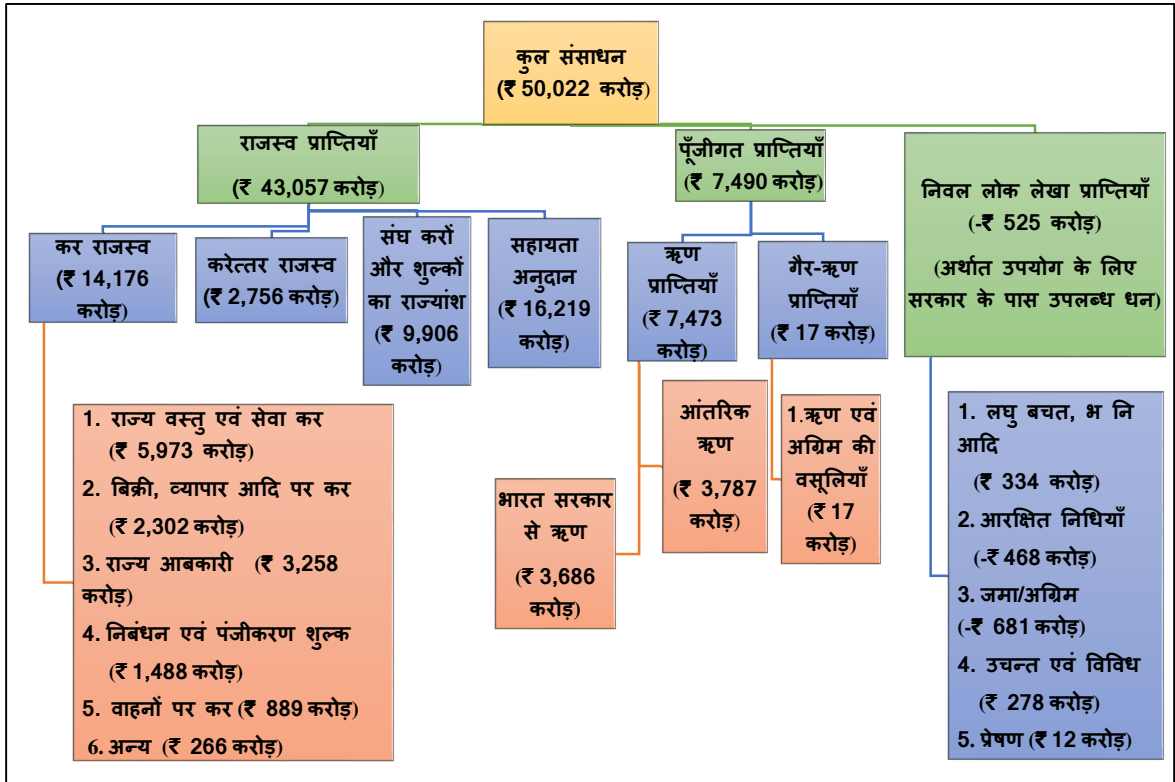 कुल संसाधन
(₹ 50,022 करोड़)
राजस्व प्राप्तियाँ
(₹ 43,057 करोड़)
पूँजीगत प्राप्तियाँ
(₹ 7,490 करोड़)
निवल लोक लेखा प्राप्तियाँ
(-₹ 525 करोड़)
(अर्थात उपयोग के लिए
सरकार के पास उपलब्ध धन)
कर राजस्व
(₹ 14,176
करोड़)
करेत्तर राजस्व
(₹ 2,756 करोड़)
संघ करों
और शुल्कों
का राज्यांश
(₹ 9,906
करोड़)
सहायता
अनुदान
(₹ 16,219
करोड़)
ऋण
प्राप्तियाँ
(₹ 7,473
करोड़)
गैर-ऋण
प्राप्तियाँ
(₹ 17 करोड़)
1. राज्य वस्तु एवं सेवा कर
(₹ 5,973 करोड़)
2. बिक्री, व्यापार आदि पर कर
(₹ 2,302 करोड़)
3. राज्य आबकारी (₹ 3,258
करोड़)
4. निबंधन एवं पंजीकरण शुल्क
(₹ 1,488 करोड़)
5. वाहनों पर कर (₹ 889 करोड़)
6. अन्य (₹ 266 करोड़)
भारत सरकार
से ऋण
(₹ 3,686
करोड़)
आंतरिक
ऋण
(₹ 3,787
करोड़)
1.ऋण एवं
अग्रिम की
वसूलियाँ
(₹ 17
करोड़)
1. लघु बचत, भ नि
आदि
(₹ 334 करोड़)
2. आरक्षित निधियाँ
(-₹ 468 करोड़)
3. जमा/अग्रिम
(-₹ 681 करोड़)
4. उचन्त एवं विविध
(₹ 278 करोड़)
5. प्रेषण (₹ 12 करोड़)